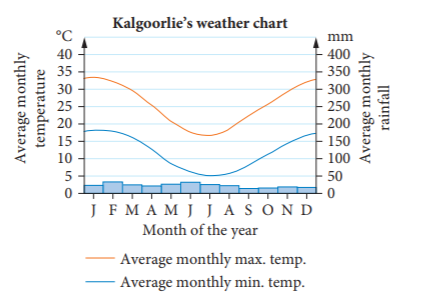 Kalgoorlie's weather chart
°C mm
40 400
35 350
30 300
25 250
20 200
15 150
10 100
5 50
0 0
Average monthly
temperature
Average monthly
rainfall
J F M A M J J A S O N D
Month of the year
Average monthly max. temp.
Average monthly min. temp.